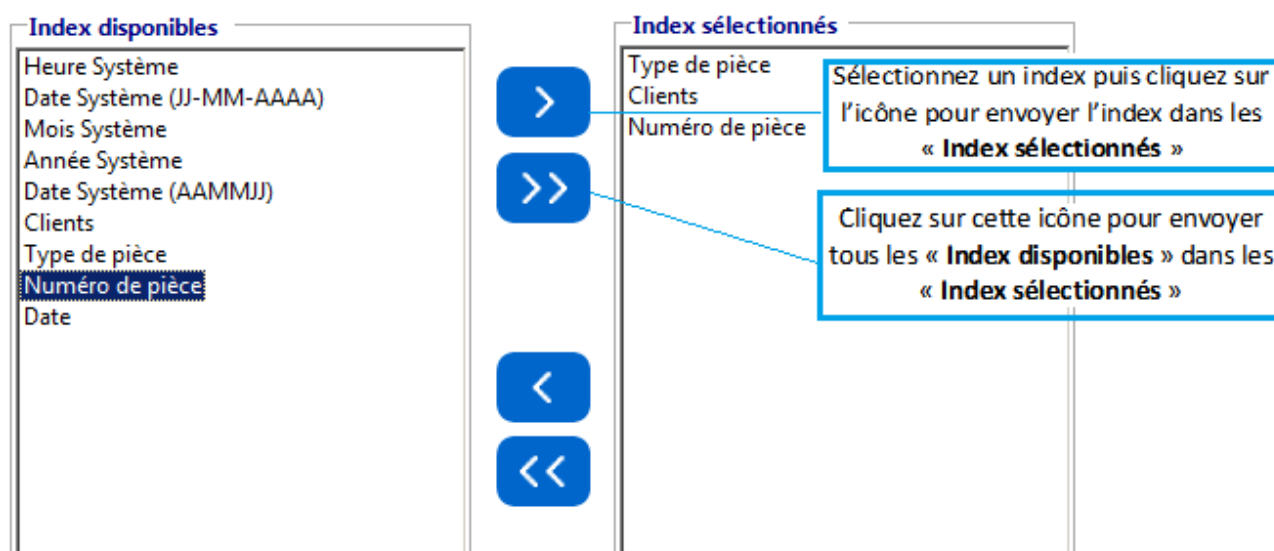 Index disponibles
Heure Système
Date Système (JJ-MM-AAAA)
Mois Système
Année Système
Date Système (AAMMJJ)
Clients
Type de pièce
Numéro de pièce
Date
>
>>
<
<<
Index sélectionnés
Type de pièce
Clients
Numéro de pièce
Sélectionnez un index puis cliquez sur
l’icône pour envoyer l’index dans les
« Index sélectionnés »
Cliquez sur cette icône pour envoyer
tous les « Index disponibles » dans les
« Index sélectionnés »